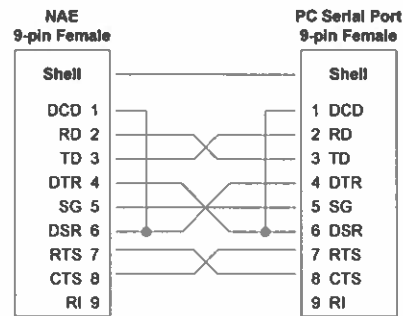 NAE
9-pin Female
PC Serial Port
9-pin Female
Shell
Shell
DCD 1
1 DCD
RD 2
2 RD
TD 3
3 TD
DTR 4
4 DTR
SG 5
5 SG
DSR 6
6 DSR
RTS 7
7 RTS
CTS 8
8 CTS
RI 9
9 RI